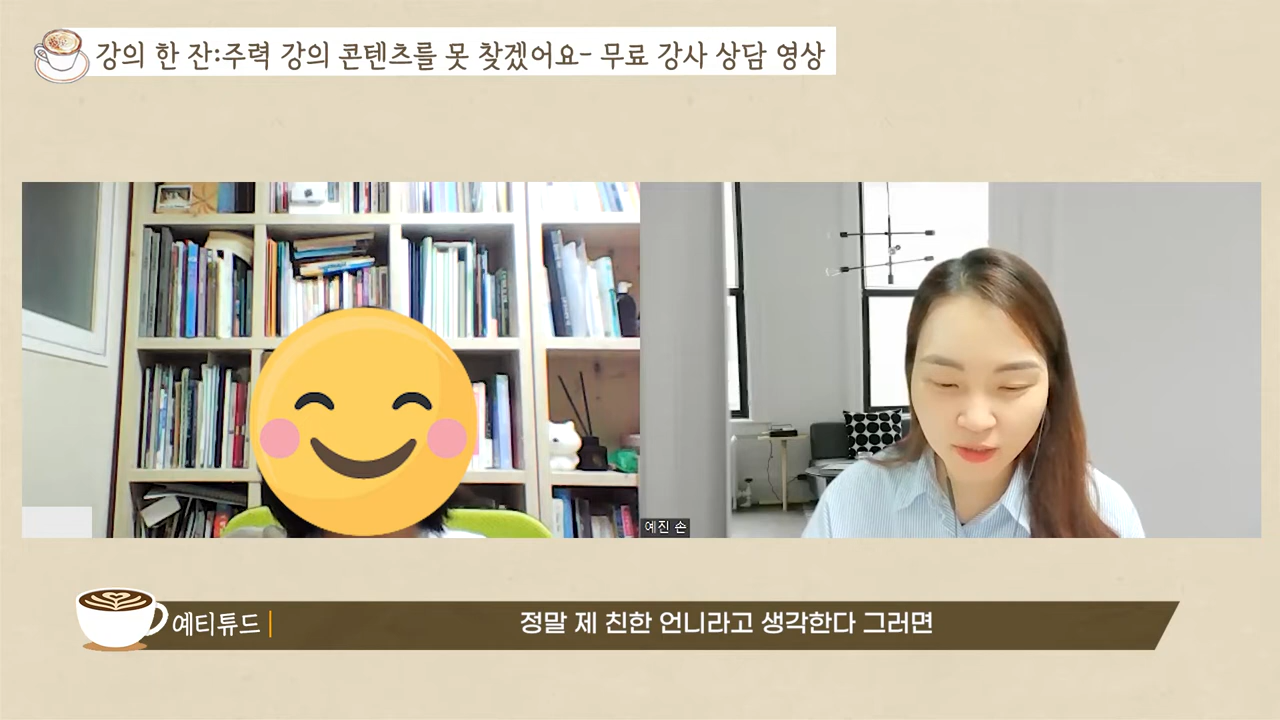 강의 한 잔:주력 강의 콘텐츠를 못 찾겠어요- 무료 강사 상담 영상
예진 손
예티튜드
정말 제 친한 언니라고 생각한다 그러면